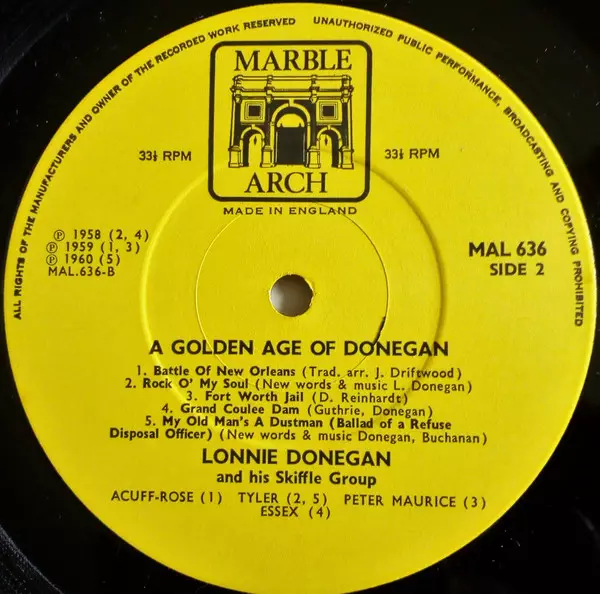 ALL RIGHTS OF THE MANUFACTURERS AND OWNER OF THE RECORDED WORK RESERVED
UNAUTHORIZED PUBLIC PERFORMANCE, BROADCASTING AND COPYING PROHIBITED
MARBLE
ARCH
33⅓ RPM
33⅓ RPM
MADE IN ENGLAND
℗ 1958 (2, 4)
℗ 1959 (1, 3)
℗ 1960 (5)
MAL.636-B
MAL 636
SIDE 2
A GOLDEN AGE OF DONEGAN
1. Battle Of New Orleans (Trad. arr. J. Driftwood)
2. Rock O' My Soul (New words & music L. Donegan)
3. Fort Worth Jail (D. Reinhardt)
4. Grand Coulee Dam (Guthrie, Donegan)
5. My Old Man's A Dustman (Ballad of a Refuse
Disposal Officer) (New words & music Donegan, Buchanan)
LONNIE DONEGAN
and his Skiffle Group
ACUFF-ROSE (1) TYLER (2, 5) PETER MAURICE (3)
ESSEX (4)